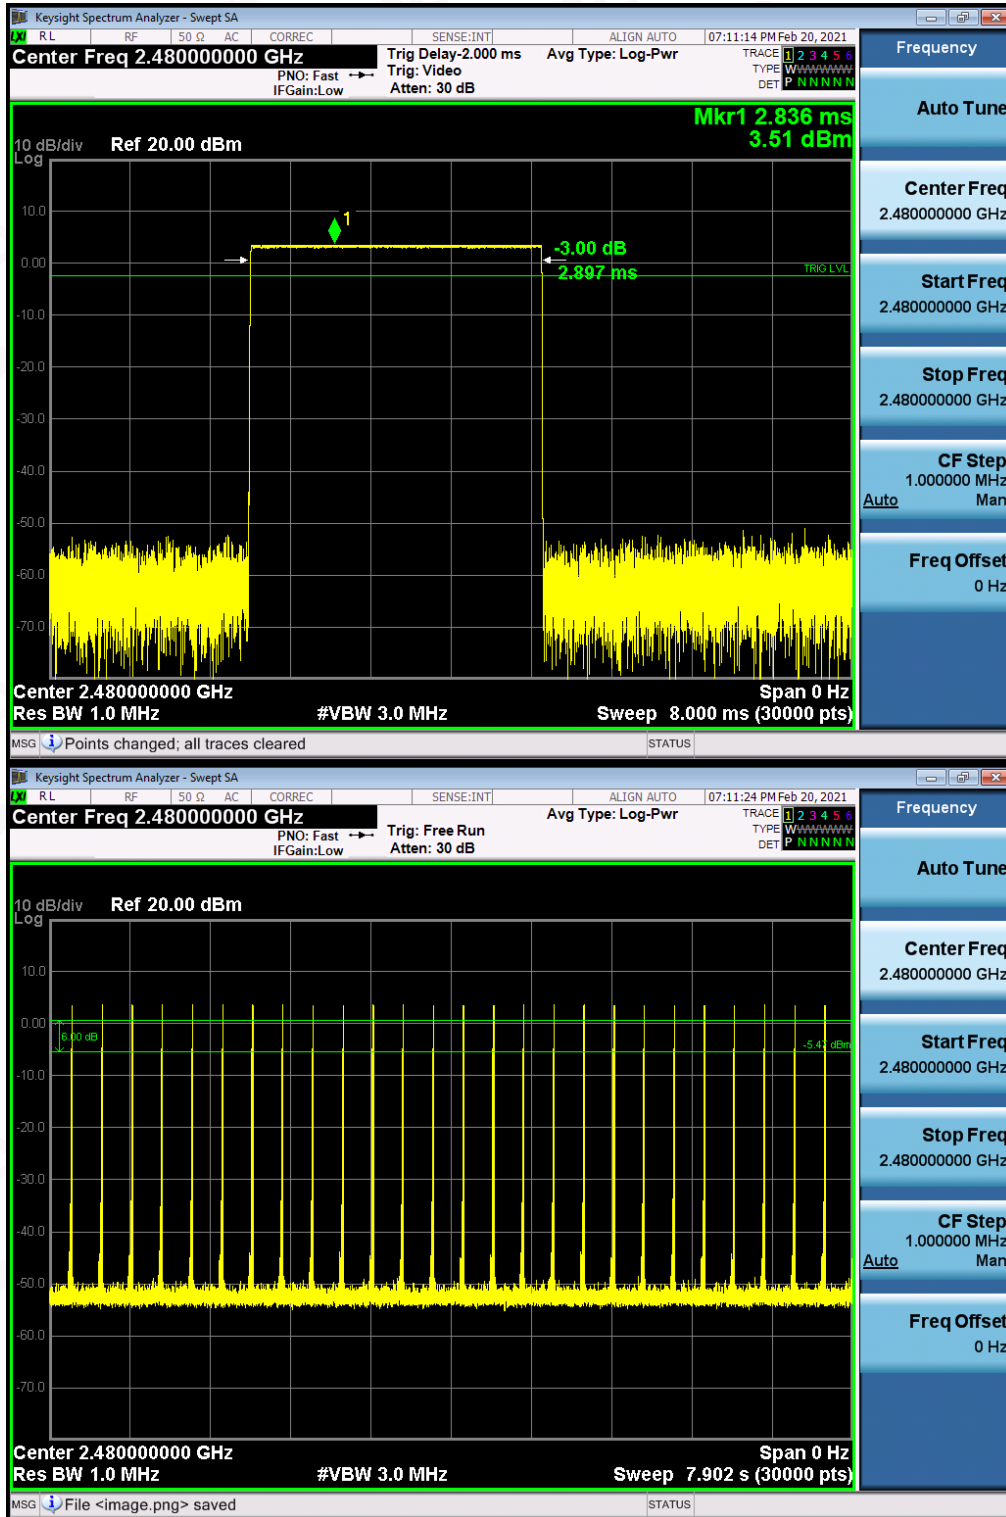 Keysight Spectrum Analyzer - Swept SA
LXI RL RF 50 Ω AC CORREC SENSE:INT ALIGN AUTO 07:11:14 PM Feb 20, 2021
Center Freq 2.480000000 GHz
PNO: Fast
IFGain:Low
Trig Delay-2.000 ms
Trig: Video
Atten: 30 dB
Avg Type: Log-Pwr
TRACE 1 2 3 4 5 6
TYPE WWWWWW
DET P N N N N N
Frequency
Mkr1 2.836 ms
3.51 dBm
10 dB/div Ref 20.00 dBm
Log
10.0
0.00
-10.0
-20.0
-30.0
-40.0
-50.0
-60.0
-70.0
1
-3.00 dB
2.897 ms
TRIG LVL
Center 2.480000000 GHz Span 0 Hz
Res BW 1.0 MHz #VBW 3.0 MHz Sweep 8.000 ms (30000 pts)
Auto Tune
Center Freq
2.480000000 GHz
Start Freq
2.480000000 GHz
Stop Freq
2.480000000 GHz
CF Step
1.000000 MHz
Auto Man
Freq Offset
0 Hz
MSG Points changed; all traces cleared STATUS
Keysight Spectrum Analyzer - Swept SA
LXI RL RF 50 Ω AC CORREC SENSE:INT ALIGN AUTO 07:11:24 PM Feb 20, 2021
Center Freq 2.480000000 GHz
PNO: Fast
IFGain:Low
Trig: Free Run
Atten: 30 dB
Avg Type: Log-Pwr
TRACE 1 2 3 4 5 6
TYPE WWWWWW
DET P N N N N N
Frequency
10 dB/div Ref 20.00 dBm
Log
10.0
0.00
-10.0
-20.0
-30.0
-40.0
-50.0
-60.0
-70.0
6.00 dB
-5.47 dBm
Center 2.480000000 GHz Span 0 Hz
Res BW 1.0 MHz #VBW 3.0 MHz Sweep 7.902 s (30000 pts)
Auto Tune
Center Freq
2.480000000 GHz
Start Freq
2.480000000 GHz
Stop Freq
2.480000000 GHz
CF Step
1.000000 MHz
Auto Man
Freq Offset
0 Hz
MSG File <image.png> saved STATUS